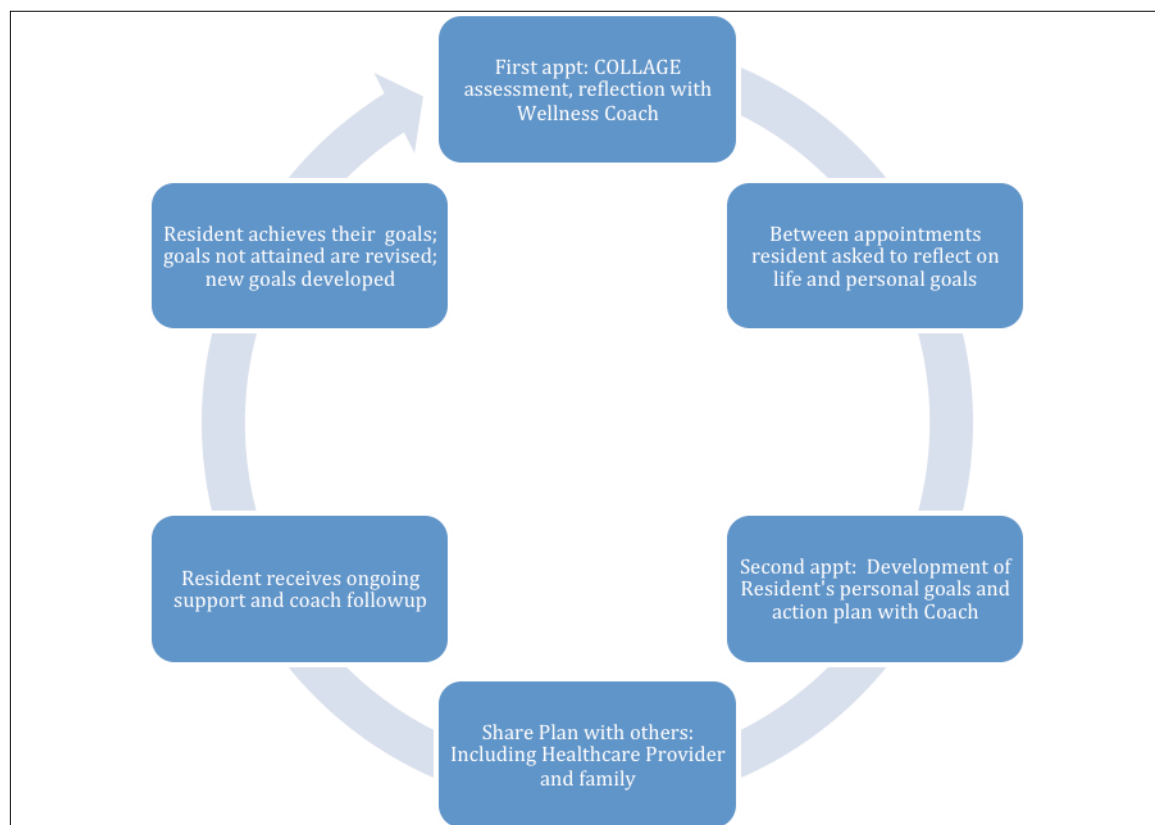 First appt: COLLAGE
assessment, reflection with
Wellness Coach
Between appointments
resident asked to reflect on
life and personal goals
Second appt:  Development of
Resident's personal goals and
action plan with Coach
Share Plan with others:
Including Healthcare Provider
and family
Resident receives ongoing
support and coach followup
Resident achieves their  goals;
goals not attained are revised;
new goals developed